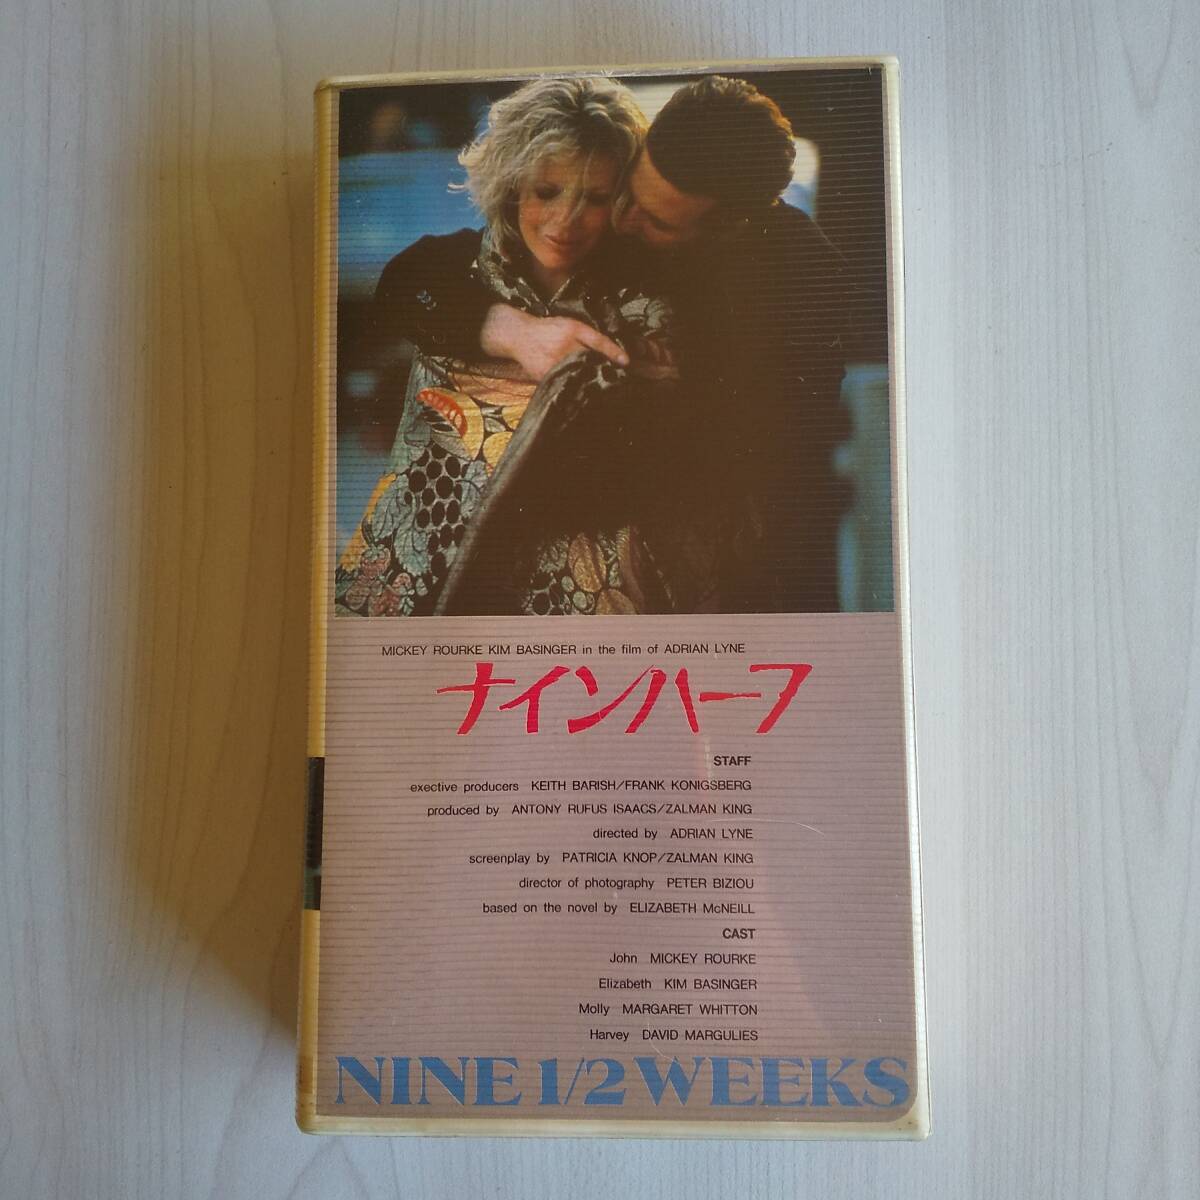 MICKEY ROURKE KIM BASINGER in the film of ADRIAN LYNE
ナインハーフ
STAFF
exective producers KEITH BARISH/FRANK KONIGSBERG
produced by ANTONY RUFUS ISAACS/ZALMAN KING
directed by ADRIAN LYNE
screenplay by PATRICIA KNOP/ZALMAN KING
director of photography PETER BIZIOU
based on the novel by ELIZABETH McNEILL
CAST
John MICKEY ROURKE
Elizabeth KIM BASINGER
Molly MARGARET WHITTON
Harvey DAVID MARGULIES
NINE 1/2 WEEKS